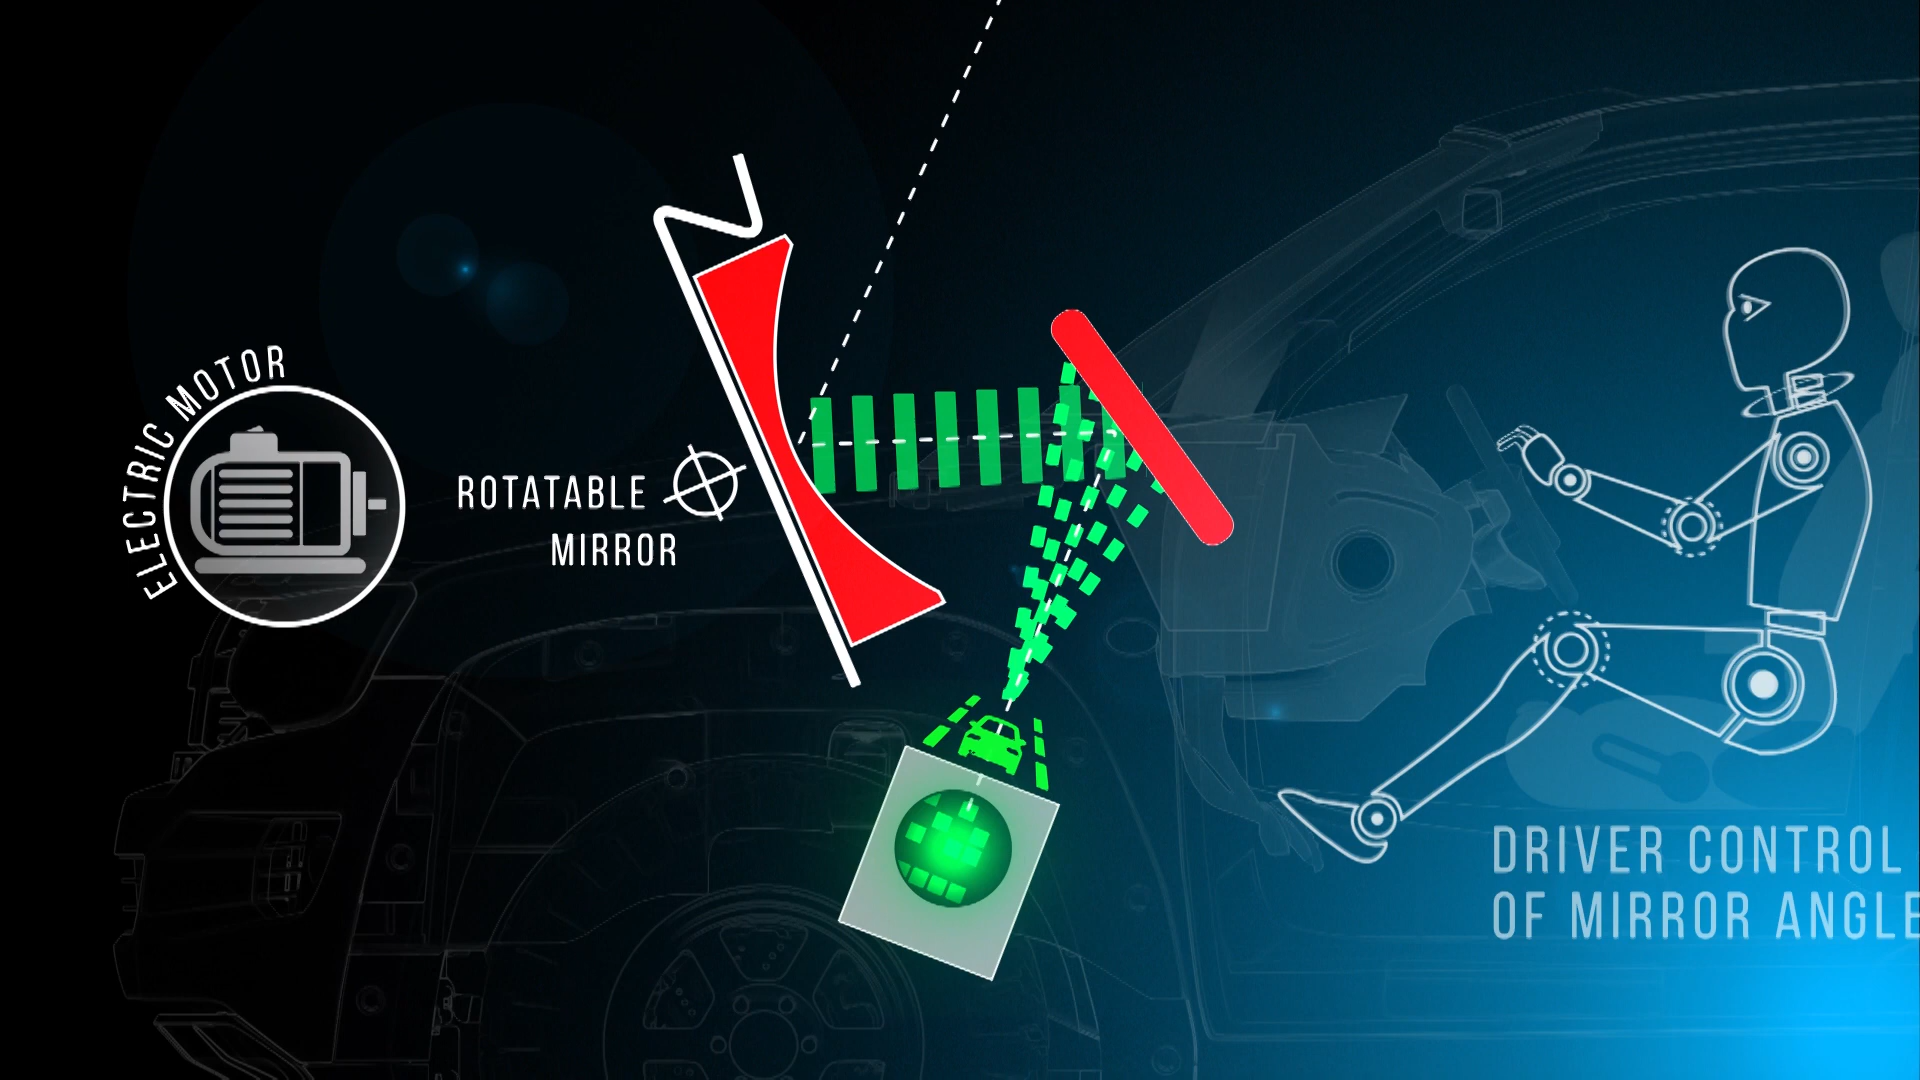 ELECTRIC MOTOR
ROTATABLE
MIRROR
DRIVER CONTROL
OF MIRROR ANGLE